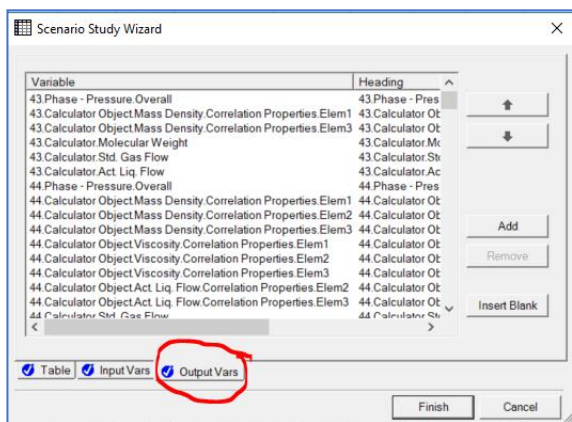 Scenario Study Wizard
Variable Heading
43.Phase - Pressure.Overall 43.Phase - Pres
43.Calculator Object.Mass Density.Correlation Properties.Elem1 43.Calculator Ob
43.Calculator Object.Mass Density.Correlation Properties.Elem3 43.Calculator Ob
43.Calculator.Molecular Weight 43.Calculator.Mo
43.Calculator.Std. Gas Flow 43.Calculator.Sto
43.Calculator.Act. Liq. Flow 43.Calculator.Ac
44.Phase - Pressure.Overall 44.Phase - Pres
44.Calculator Object.Mass Density.Correlation Properties.Elem1 44.Calculator Ob
44.Calculator Object.Mass Density.Correlation Properties.Elem2 44.Calculator Ob
44.Calculator Object.Mass Density.Correlation Properties.Elem3 44.Calculator Ob
44.Calculator Object.Viscosity.Correlation Properties.Elem1 44.Calculator Ob
44.Calculator Object.Viscosity.Correlation Properties.Elem2 44.Calculator Ob
44.Calculator Object.Viscosity.Correlation Properties.Elem3 44.Calculator Ob
44.Calculator Object.Act. Liq. Flow.Correlation Properties.Elem2 44.Calculator Ob
44.Calculator Object.Act. Liq. Flow.Correlation Properties.Elem3 44.Calculator Ob
44.Calculator.Std. Gas Flow 44.Calculator
Add
Remove
Insert Blank
Table Input Vars Output Vars
Finish Cancel